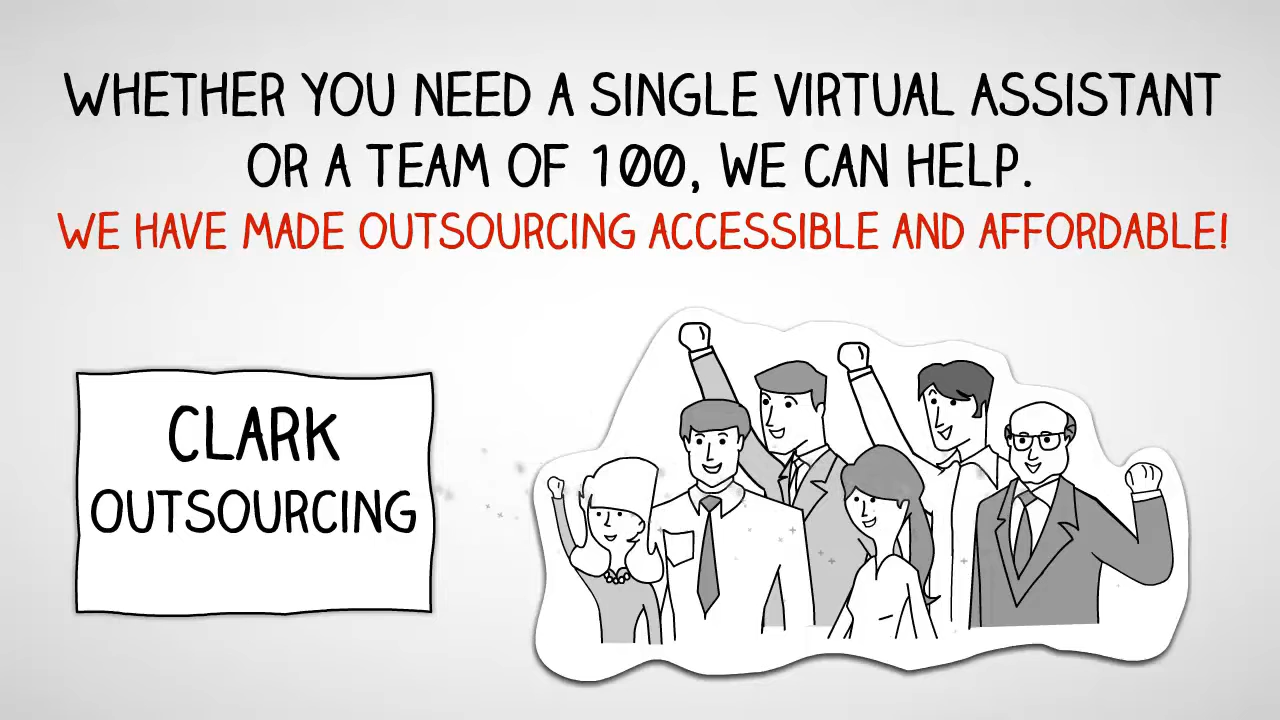 WHETHER YOU NEED A SINGLE VIRTUAL ASSISTANT
OR A TEAM OF 100, WE CAN HELP.
WE HAVE MADE OUTSOURCING ACCESSIBLE AND AFFORDABLE!
CLARK
OUTSOURCING